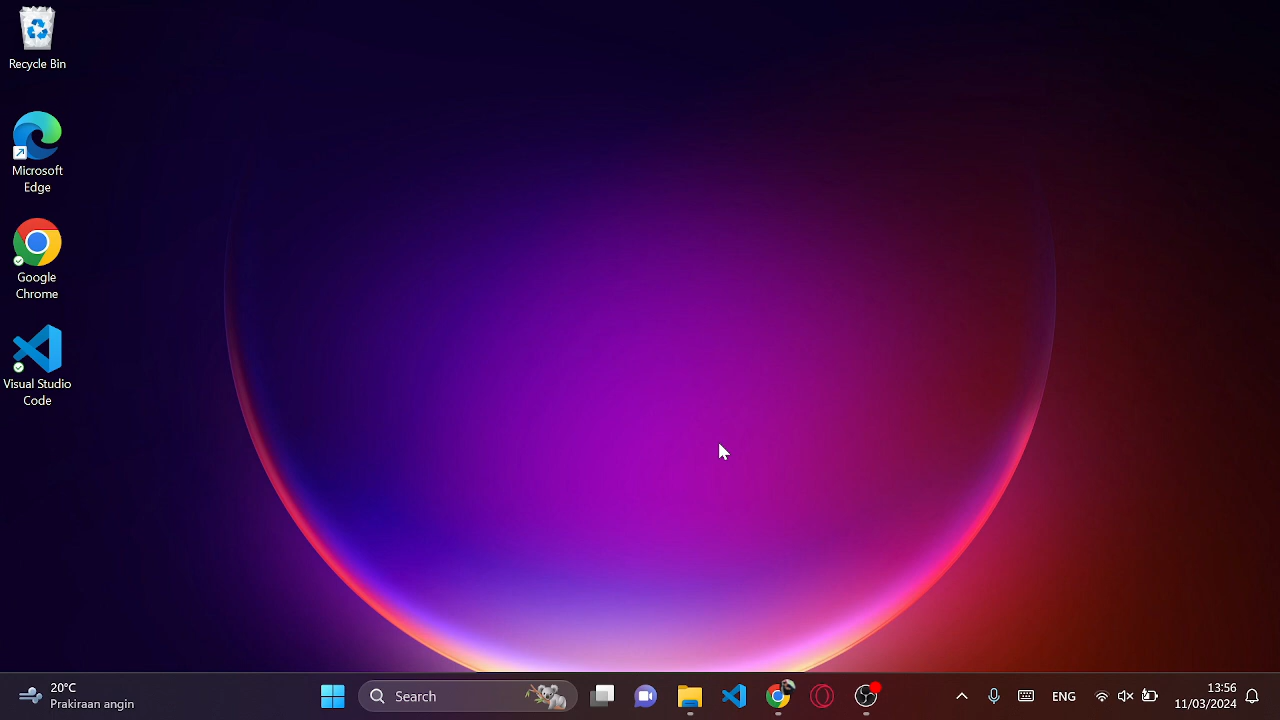 Recycle Bin
Microsoft
Edge
Google
Chrome
Visual Studio
Code
20°C
Prakiraan angin
Search
ENG
13:56
11/03/2024